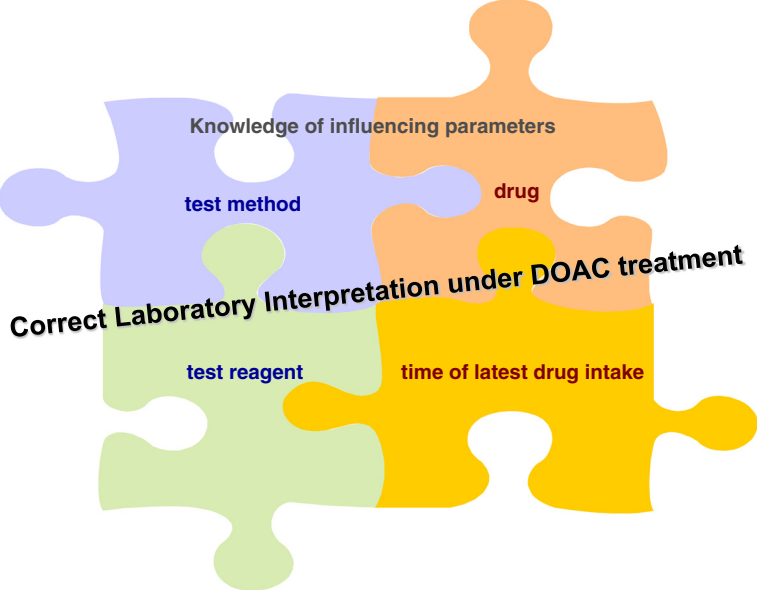 Knowledge of influencing parameters
test method
drug
Correct Laboratory Interpretation under DOAC treatment
test reagent
time of latest drug intake